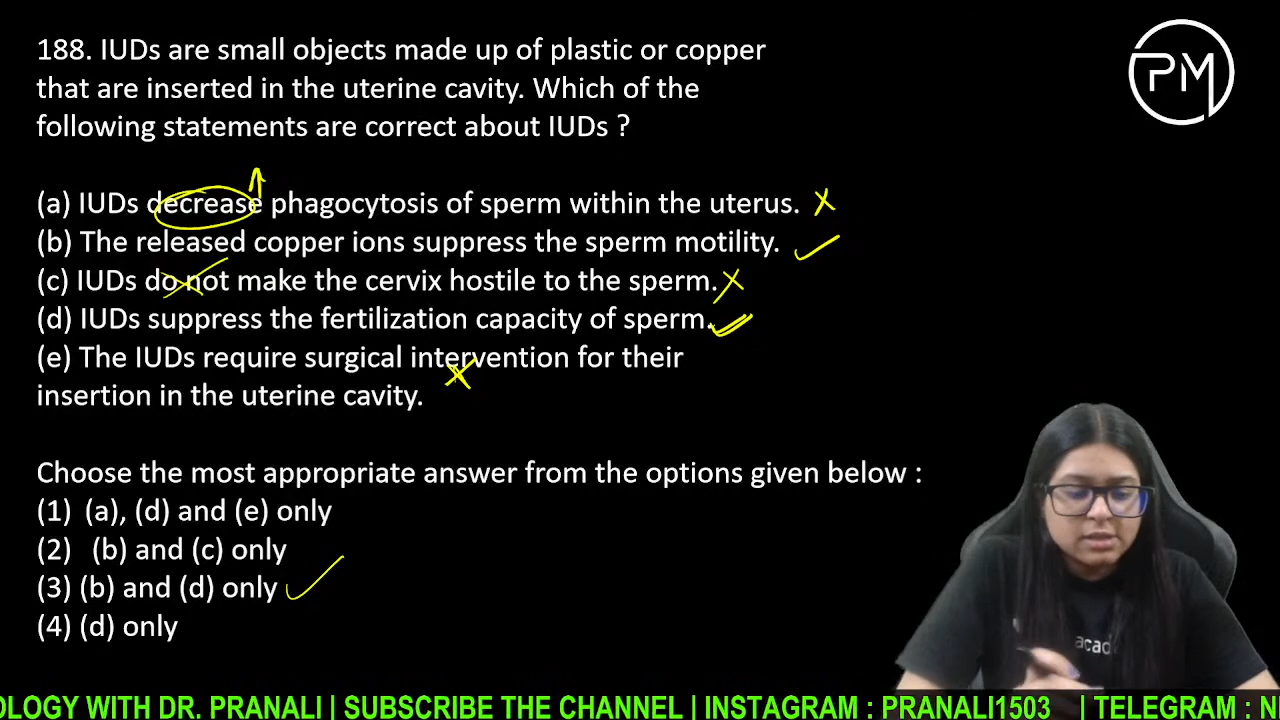 188. IUDs are small objects made up of plastic or copper
that are inserted in the uterine cavity. Which of the
following statements are correct about IUDs ?
(a) IUDs decrease phagocytosis of sperm within the uterus.
(b) The released copper ions suppress the sperm motility.
(c) IUDs do not make the cervix hostile to the sperm.
(d) IUDs suppress the fertilization capacity of sperm.
(e) The IUDs require surgical intervention for their
insertion in the uterine cavity.
Choose the most appropriate answer from the options given below :
(1) (a), (d) and (e) only
(2) (b) and (c) only
(3) (b) and (d) only
(4) (d) only
PM
acad
OLOGY WITH DR. PRANALI | SUBSCRIBE THE CHANNEL | INSTAGRAM : PRANALI1503 | TELEGRAM : N